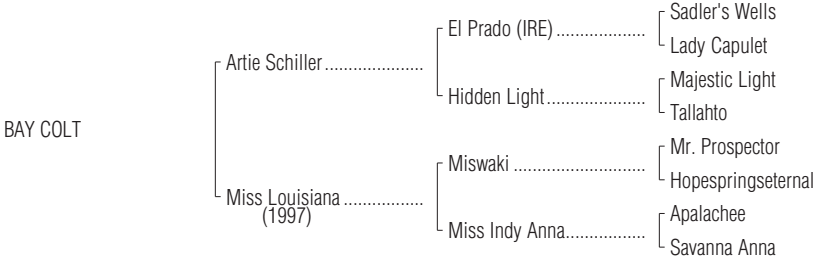 Sadler's Wells
El Prado (IRE) ....................
Lady Capulet
Artie Schiller ......................
Majestic Light
Hidden Light ......................
Tallahto
BAY COLT
Mr. Prospector
Miswaki .............................
Hopespringseternal
Miss Louisiana .................
(1997)
Apalachee
Miss Indy Anna..................
Savanna Anna